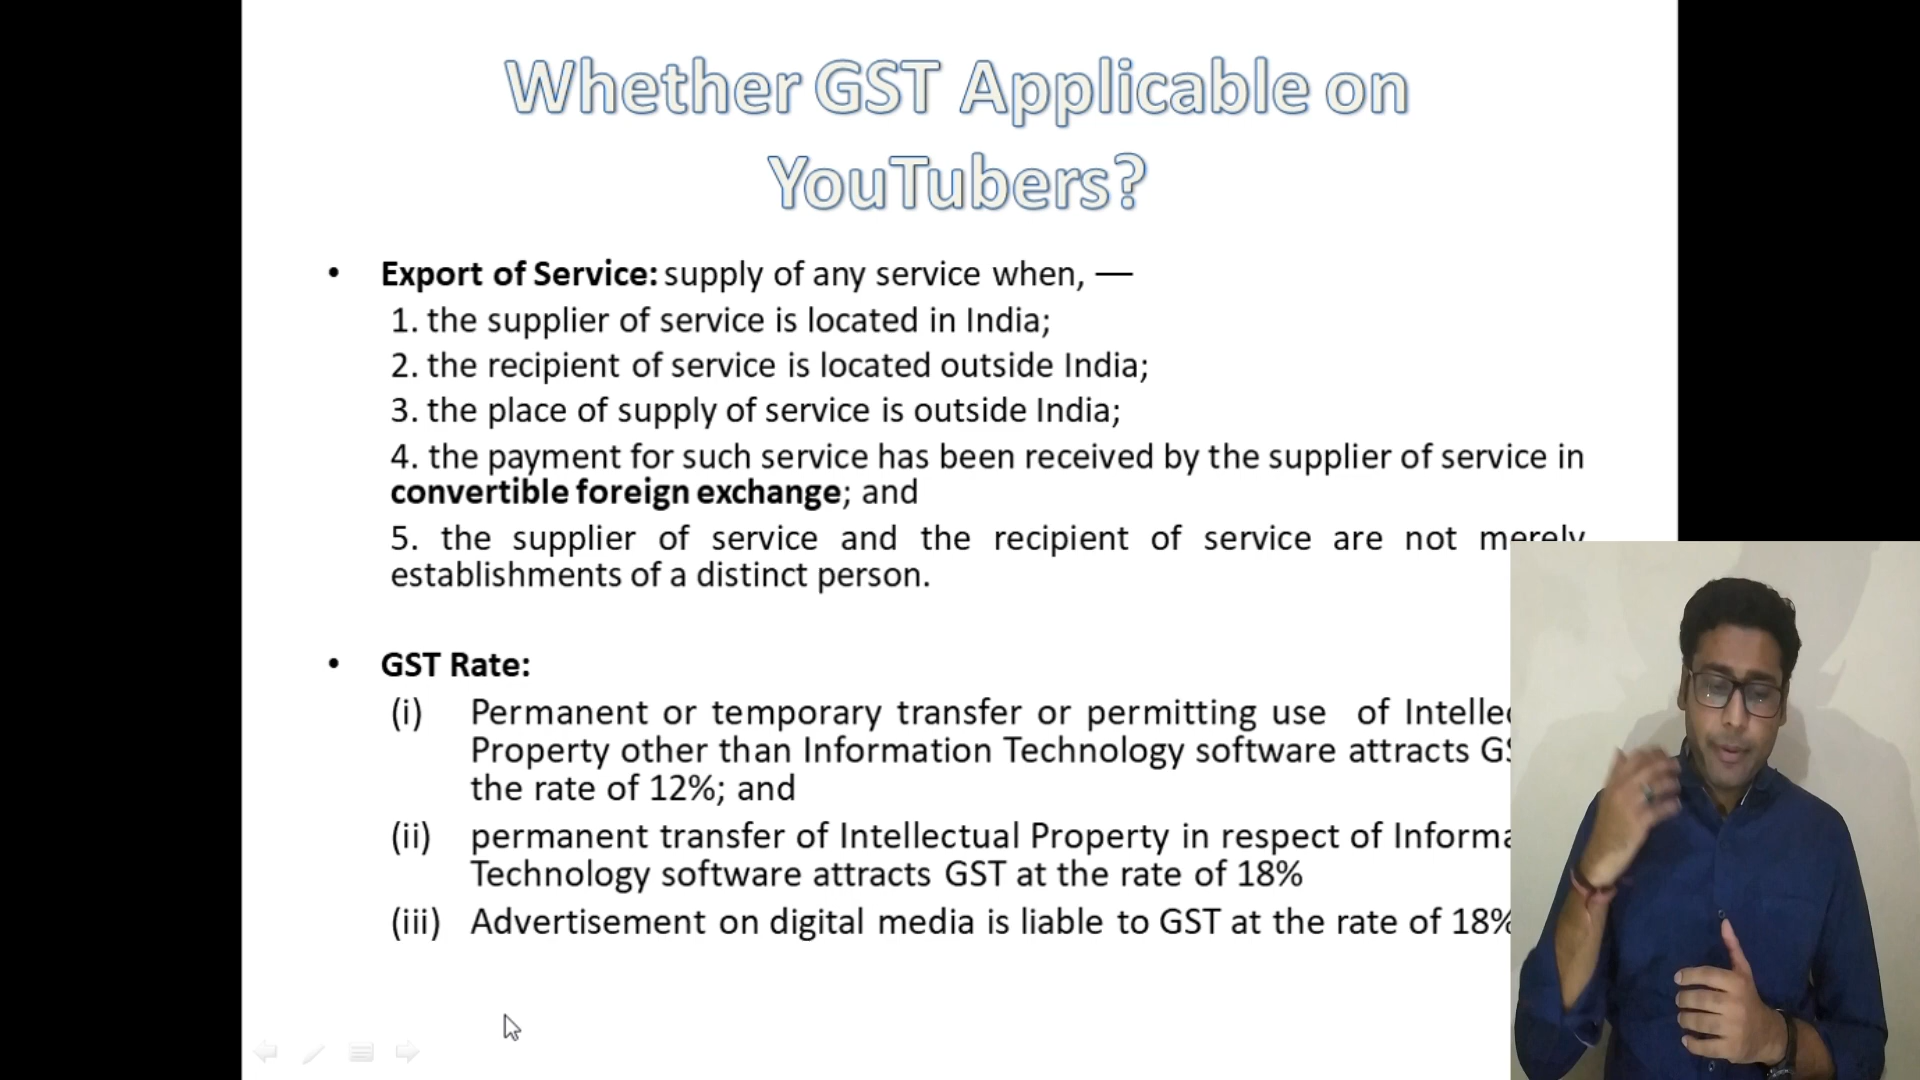 Whether GST Applicable on
YouTubers?
• Export of Service: supply of any service when, —
1. the supplier of service is located in India;
2. the recipient of service is located outside India;
3. the place of supply of service is outside India;
4. the payment for such service has been received by the supplier of service in
convertible foreign exchange; and
5. the supplier of service and the recipient of service are not merely
establishments of a distinct person.
• GST Rate:
(i) Permanent or temporary transfer or permitting use of
Property other than Information Technology software attracts
the rate of 12%; and
(ii) permanent transfer of Intellectual Property in respect of
Technology software attracts GST at the rate of 18%
(iii) Advertisement on digital media is liable to GST at the rate of 18%